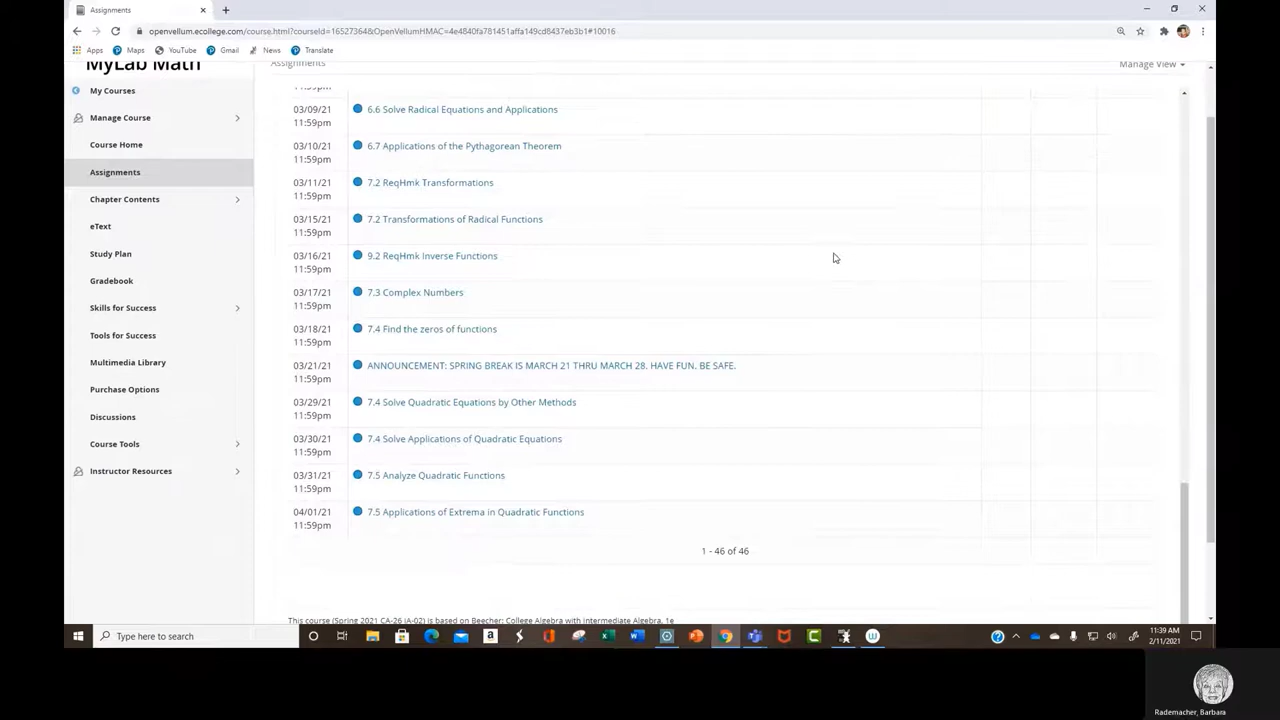 Assignments
openvellum.ecollege.com/course.html?courseId=16527364&OpenVellumHMAC=4e4840fa781451affa149cd8437eb3b1#10016
Apps Maps YouTube Gmail News Translate
MyLab Math
Assignments
Manage View
My Courses
Manage Course
Course Home
Assignments
Chapter Contents
eText
Study Plan
Gradebook
Skills for Success
Tools for Success
Multimedia Library
Purchase Options
Discussions
Course Tools
Instructor Resources
11:59pm
03/09/21 6.6 Solve Radical Equations and Applications
11:59pm
03/10/21 6.7 Applications of the Pythagorean Theorem
11:59pm
03/11/21 7.2 ReqHmk Transformations
11:59pm
03/15/21 7.2 Transformations of Radical Functions
11:59pm
03/16/21 9.2 ReqHmk Inverse Functions
11:59pm
03/17/21 7.3 Complex Numbers
11:59pm
03/18/21 7.4 Find the zeros of functions
11:59pm
03/21/21 ANNOUNCEMENT: SPRING BREAK IS MARCH 21 THRU MARCH 28. HAVE FUN. BE SAFE.
11:59pm
03/29/21 7.4 Solve Quadratic Equations by Other Methods
11:59pm
03/30/21 7.4 Solve Applications of Quadratic Equations
11:59pm
03/31/21 7.5 Analyze Quadratic Functions
11:59pm
04/01/21 7.5 Applications of Extrema in Quadratic Functions
11:59pm
1 - 46 of 46
This course (Spring 2021 CA-26 IA-02) is based on Beecher: College Algebra with Intermediate Algebra, 1e
Type here to search
11:39 AM
2/11/2021
Rademacher, Barbara